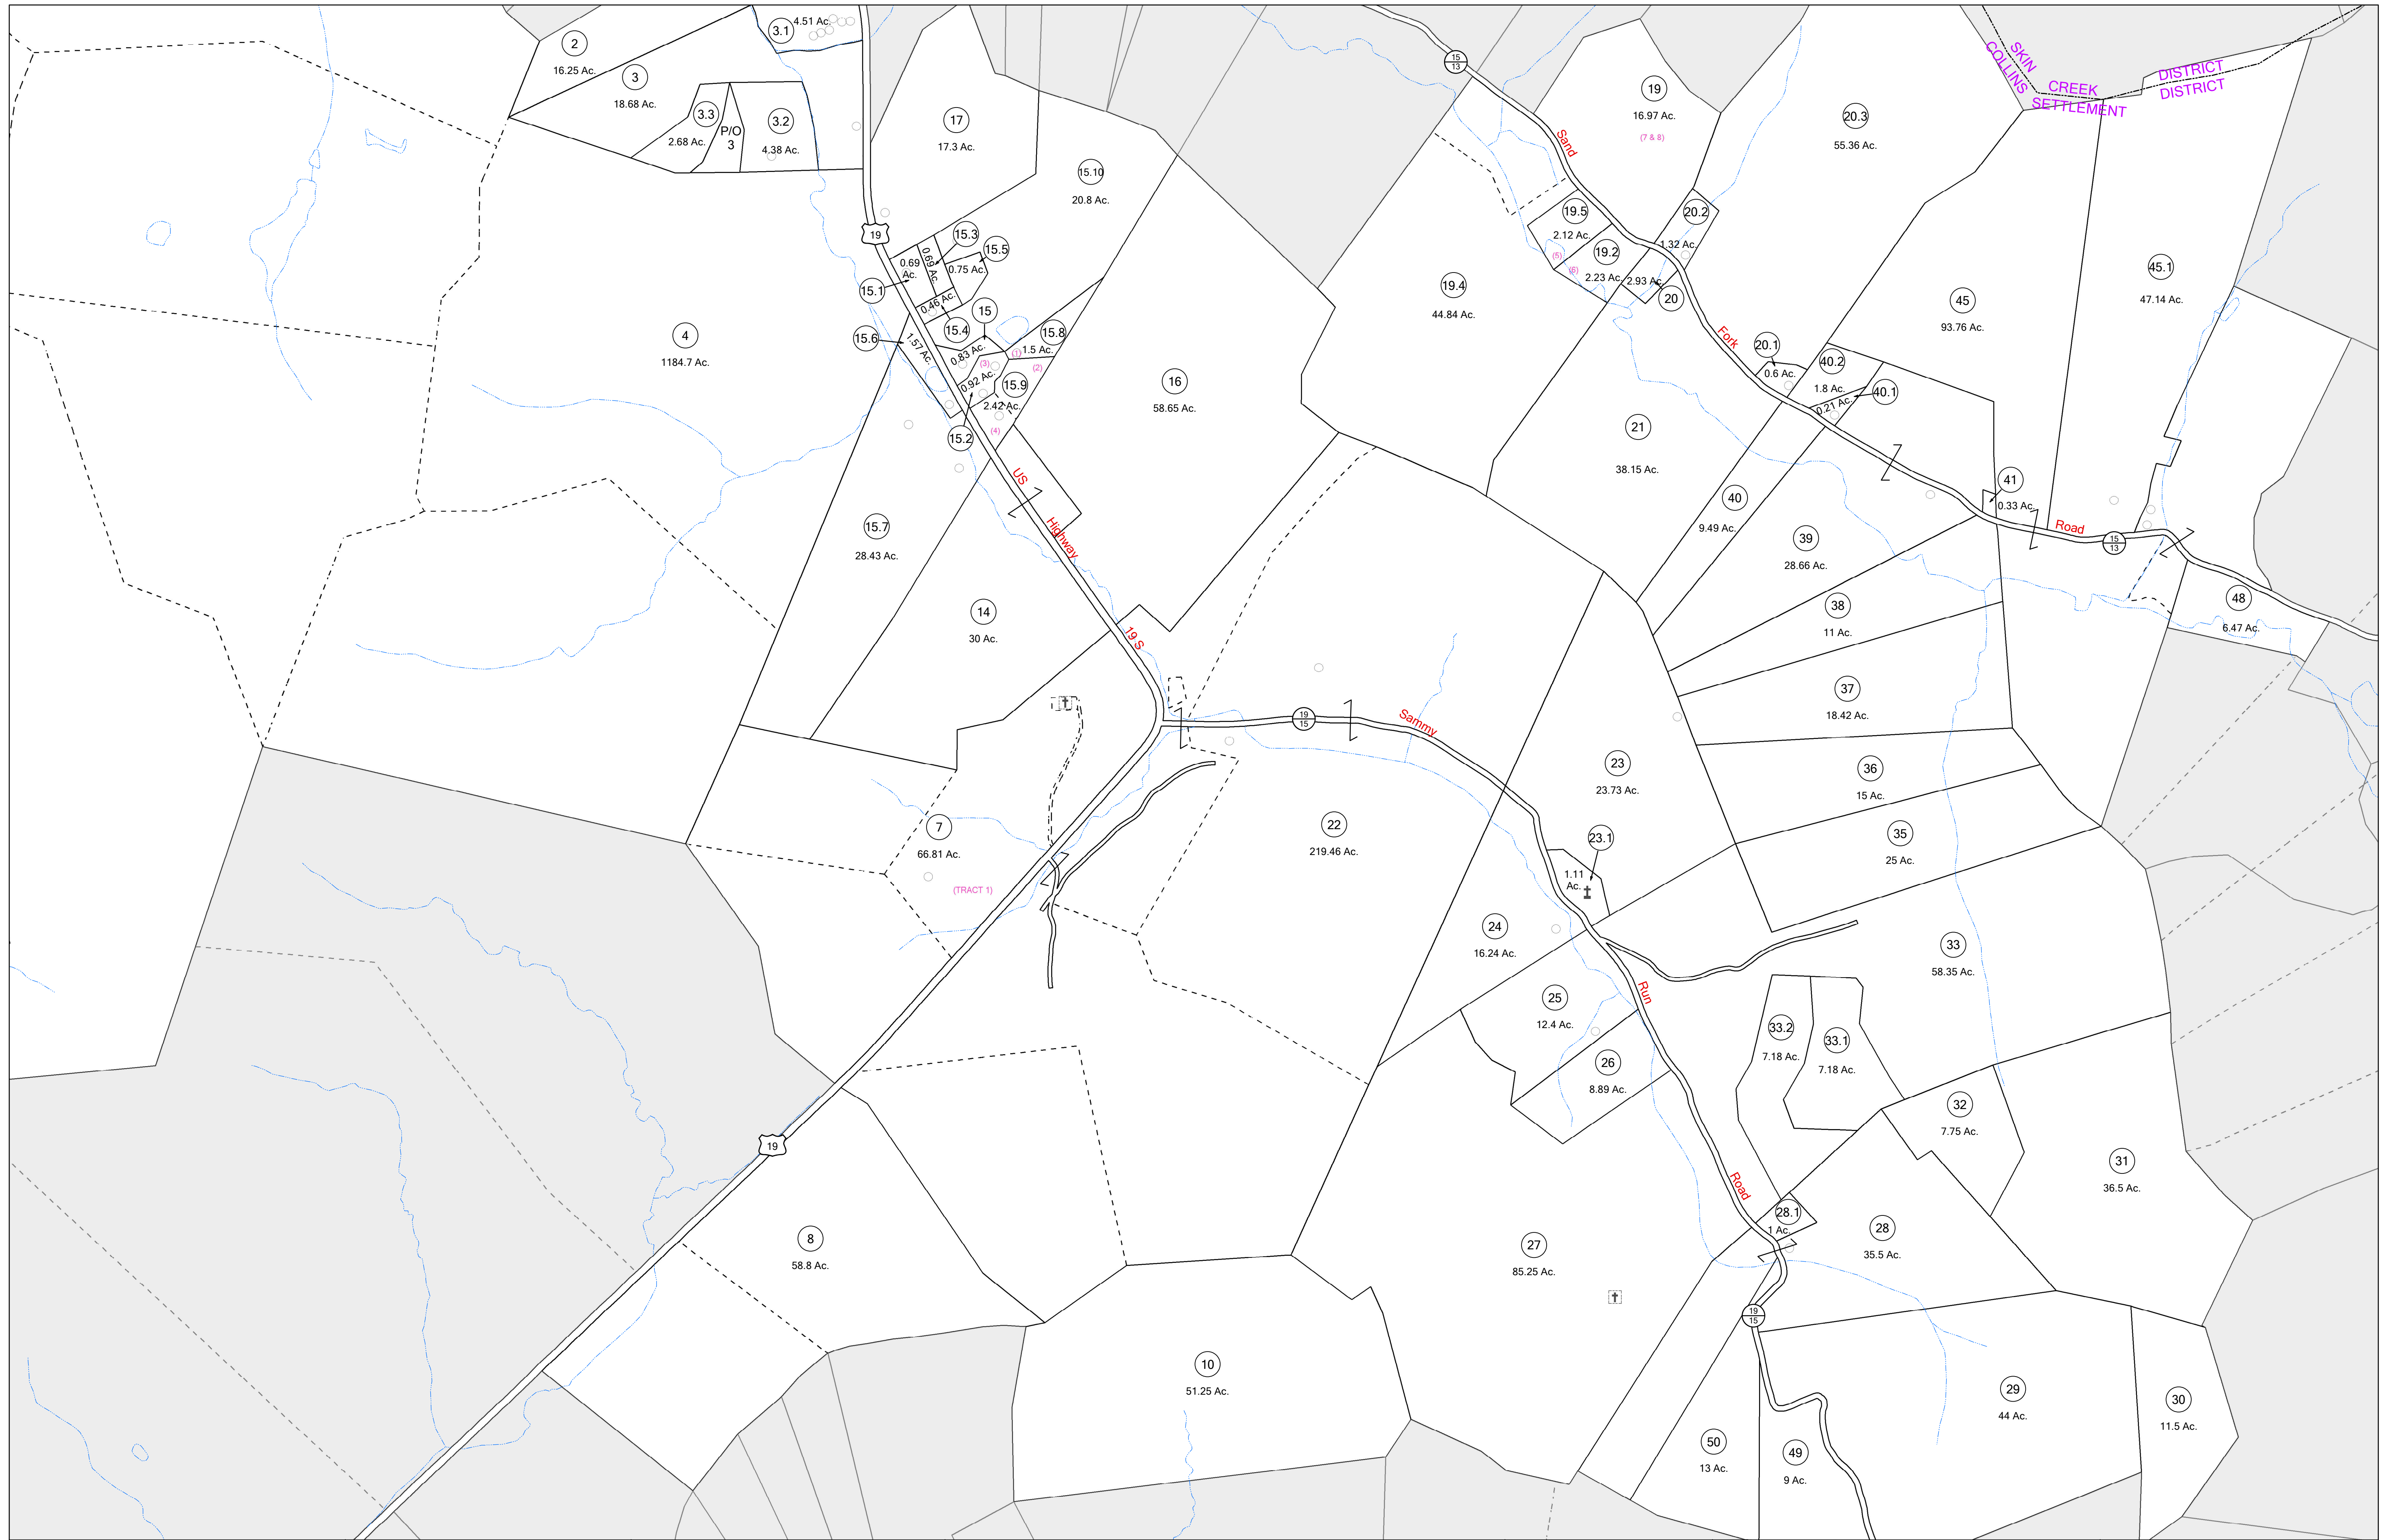 2
16.25 Ac.
3
18.68 Ac.
3.1
4.51 Ac.
3.3
2.68 Ac.
P/O
3
3.2
4.38 Ac.
17
17.3 Ac.
15.10
20.8 Ac.
15
13
Sand
19
16.97 Ac.
(7 & 8)
20.3
55.36 Ac.
SKIN
COLLINS
CREEK
SETTLEMENT
DISTRICT
DISTRICT
19
15.3
15.5
0.69
Ac.
0.69 Ac.
0.75 Ac.
15.1
0.46 Ac.
15.4
15
15.6
1.57 Ac.
0.83 Ac.
15.8
(1)
1.5 Ac.
(3)
(2)
0.92 Ac.
15.9
2.42 Ac.
15.2
(4)
4
1184.7 Ac.
16
58.65 Ac.
19.4
44.84 Ac.
19.5
2.12 Ac.
(5)
19.2
(6)
2.23 Ac.
20.2
1.32 Ac.
2.93 Ac.
20
Fork
20.1
0.6 Ac.
40.2
1.8 Ac.
40.1
0.21 Ac.
45
93.76 Ac.
45.1
47.14 Ac.
21
38.15 Ac.
40
9.49 Ac.
41
0.33 Ac.
Road
15
13
39
28.66 Ac.
38
11 Ac.
48
6.47 Ac.
US
Highway
19 S
15.7
28.43 Ac.
14
30 Ac.
37
18.42 Ac.
19
15
Sammy
23
23.73 Ac.
36
15 Ac.
7
66.81 Ac.
(TRACT 1)
22
219.46 Ac.
23.1
1.11
Ac.
35
25 Ac.
24
16.24 Ac.
33
58.35 Ac.
25
12.4 Ac.
Run
33.2
7.18 Ac.
33.1
7.18 Ac.
26
8.89 Ac.
32
7.75 Ac.
19
31
36.5 Ac.
Road
28.1
1 Ac.
28
35.5 Ac.
8
58.8 Ac.
27
85.25 Ac.
19
15
10
51.25 Ac.
29
44 Ac.
30
11.5 Ac.
50
13 Ac.
49
9 Ac.